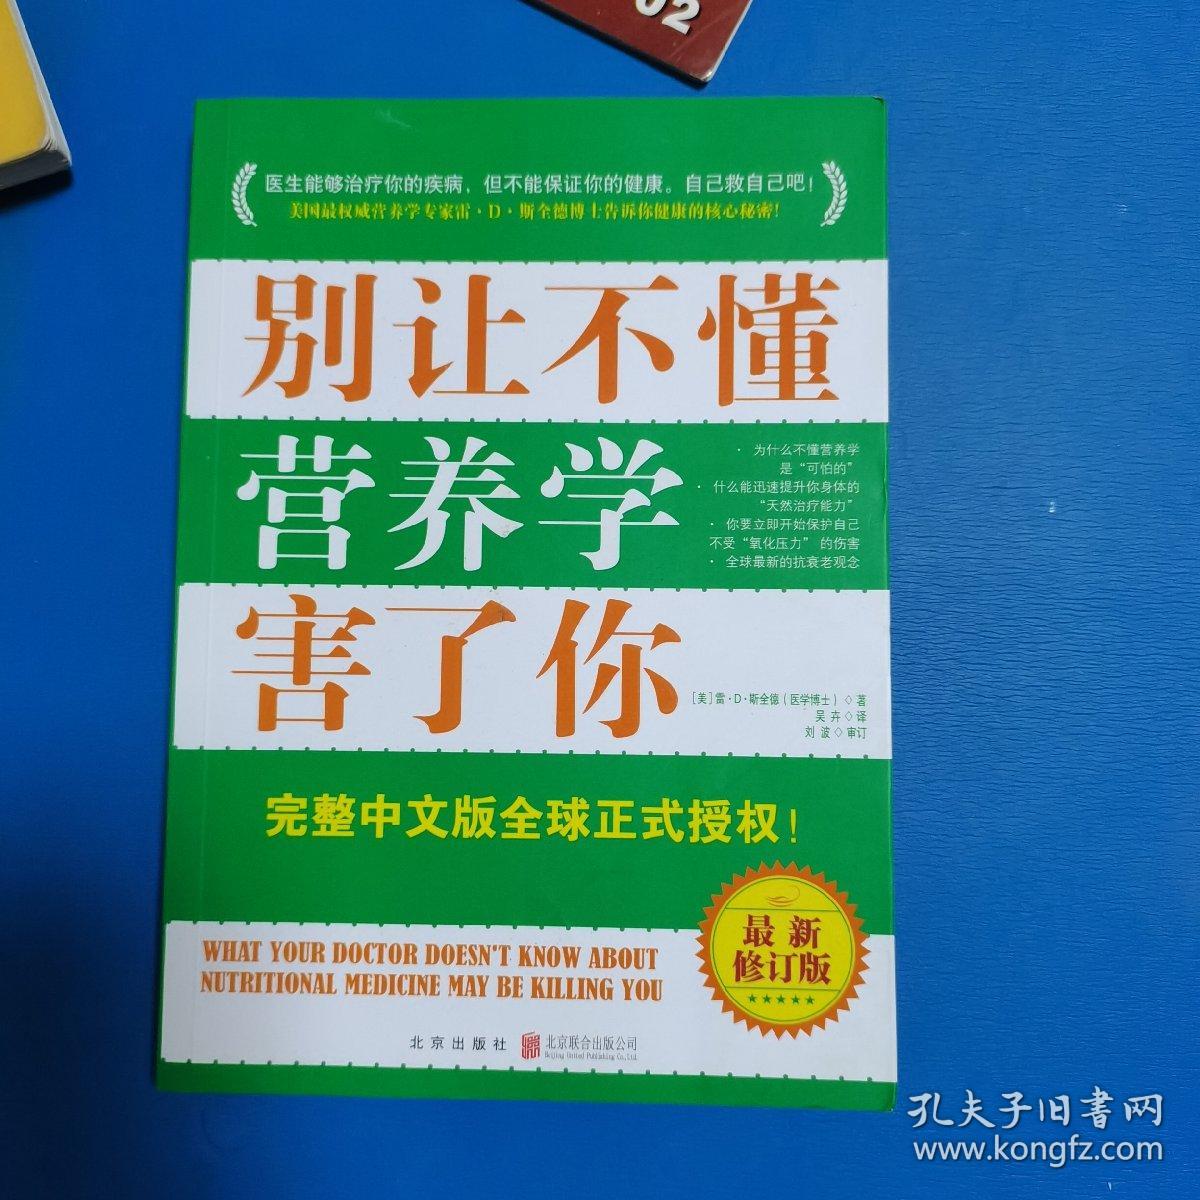 02
医生能够治疗你的疾病，但不能保证你的健康。自己救自己吧！
美国最权威营养学专家雷·D·斯全德博士告诉你健康的核心秘密！
别让不懂
营养学
害了你
· 为什么不懂营养学
是“可怕的”
· 什么能迅速提升你身体的
“天然治疗能力”
· 你要立即开始保护自己
不受“氧化压力”的伤害
· 全球最新的抗衰老观念
［美］雷·D·斯全德（医学博士）◇著
吴卉◇译
刘波◇审订
完整中文版全球正式授权！
最新
修订版
WHAT YOUR DOCTOR DOESN'T KNOW ABOUT
NUTRITIONAL MEDICINE MAY BE KILLING YOU
北京出版社 北京联合出版公司
Beijing United Publishing Co.,Ltd.
孔夫子旧书网
www.kongfz.com